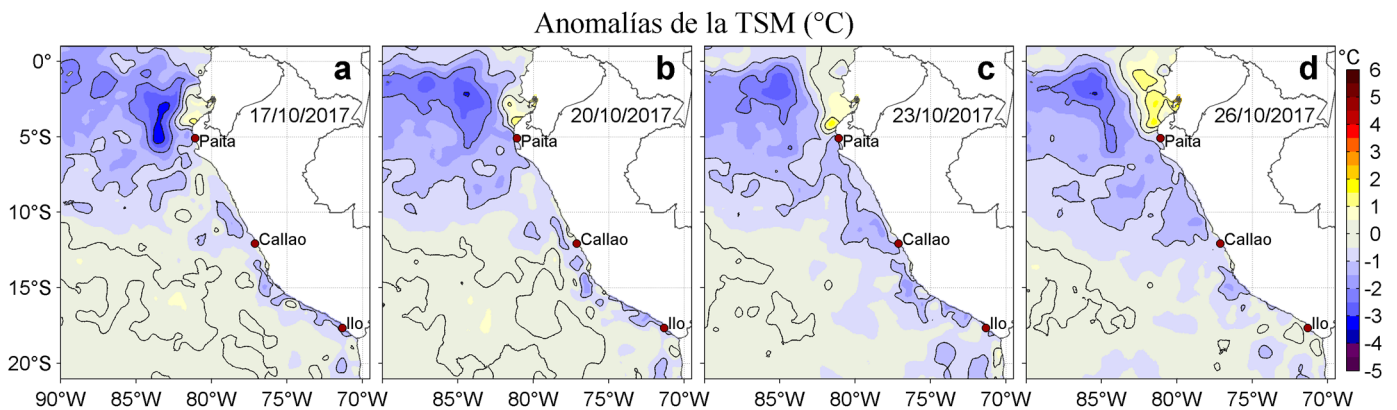 Anomalías de la TSM (°C)
a
17/10/2017
Paita
Callao
Ilo
b
20/10/2017
Paita
Callao
Ilo
c
23/10/2017
Paita
Callao
Ilo
d
26/10/2017
Paita
Callao
Ilo
0°
5°S
10°S
15°S
20°S
90°W 85°W 80°W 75°W 70°W
85°W 80°W 75°W 70°W
85°W 80°W 75°W 70°W
85°W 80°W 75°W 70°W
°C
6
5
4
3
2
1
0
-1
-2
-3
-4
-5